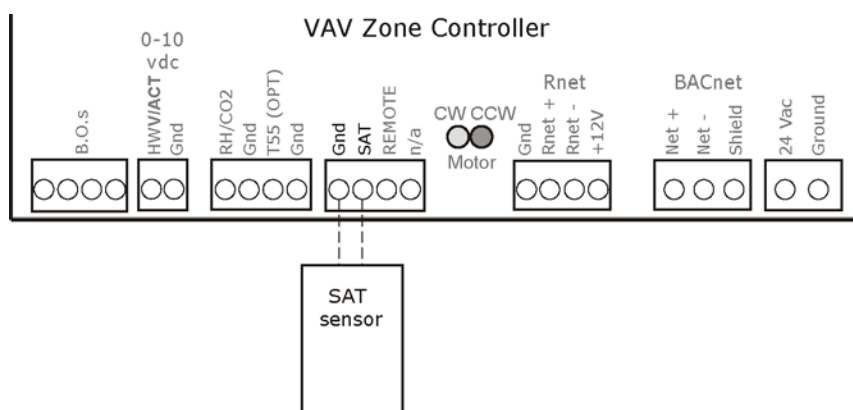 VAV Zone Controller
0-10
vdc
Rnet
BACnet
B.O.s
HWV/ACT
Gnd
RH/CO2
Gnd
T55 (OPT)
Gnd
Gnd
SAT
REMOTE
n/a
CW CCW
Motor
Gnd
Rnet +
Rnet -
+12V
Net +
Net -
Shield
24 Vac
Ground
SAT
sensor